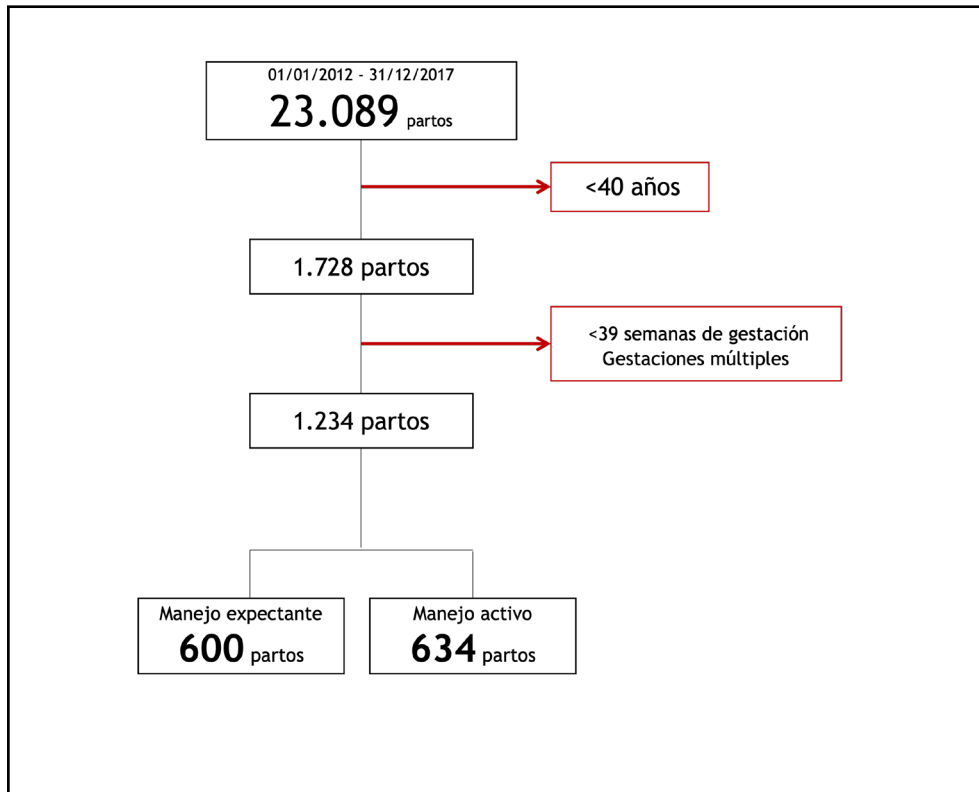 01/01/2012 - 31/12/2017
23.089 partos
<40 años
1.728 partos
<39 semanas de gestación
Gestaciones múltiples
1.234 partos
Manejo expectante
600 partos
Manejo activo
634 partos